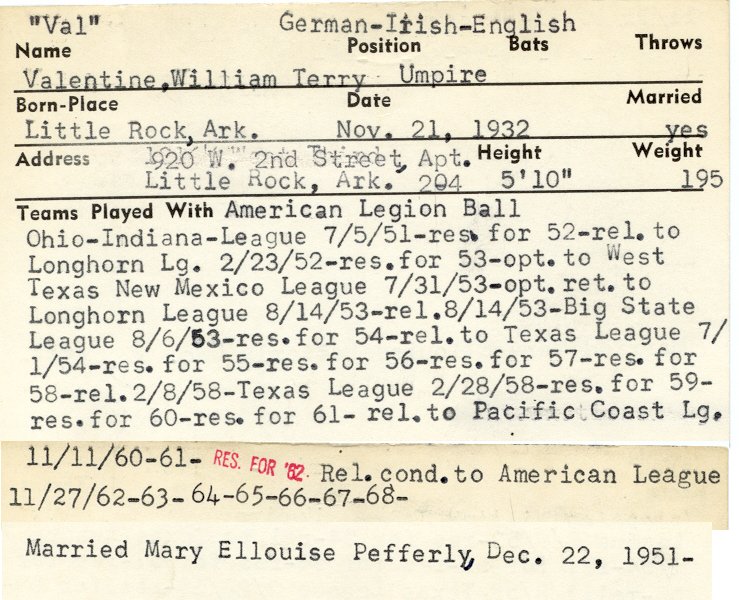 "Val" German-Irish-English
Name Position Bats Throws
Valentine, William Terry Umpire
Born-Place Date Married
Little Rock, Ark. Nov. 21, 1932 yes
Address 920 W. 2nd Street, Apt. Height Weight
Little Rock, Ark. 204 5'10" 195
Teams Played With American Legion Ball
Ohio-Indiana-League 7/5/51-res. for 52-rel. to
Longhorn Lg. 2/23/52-res.for 53-opt. to West
Texas New Mexico League 7/31/53-opt. ret. to
Longhorn League 8/14/53-rel.8/14/53-Big State
League 8/6/53-res. for 54-rel. to Texas League 7/
1/54-res. for 55-res. for 56-res. for 57-res. for
58-rel.2/8/58-Texas League 2/28/58-res. for 59-
res.for 60-res. for 61- rel.to Pacific Coast Lg.
11/11/60-61- RES. FOR '62. Rel.cond.to American League
11/27/62-63-64-65-66-67-68-
Married Mary Ellouise Pefferly, Dec. 22, 1951-